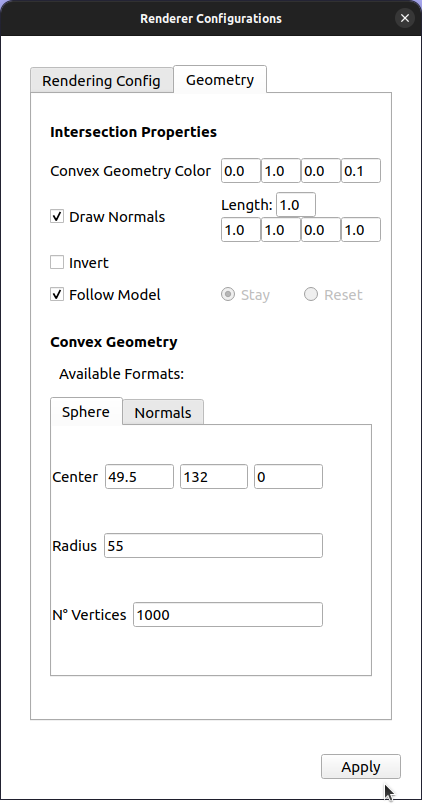 Renderer Configurations
Rendering Config Geometry
Intersection Properties
Convex Geometry Color 0.0 1.0 0.0 0.1
Length: 1.0
Draw Normals
1.0 1.0 0.0 1.0
Invert
Follow Model Stay Reset
Convex Geometry
Available Formats:
Sphere Normals
Center 49.5 132 0
Radius 55
N° Vertices 1000
Apply